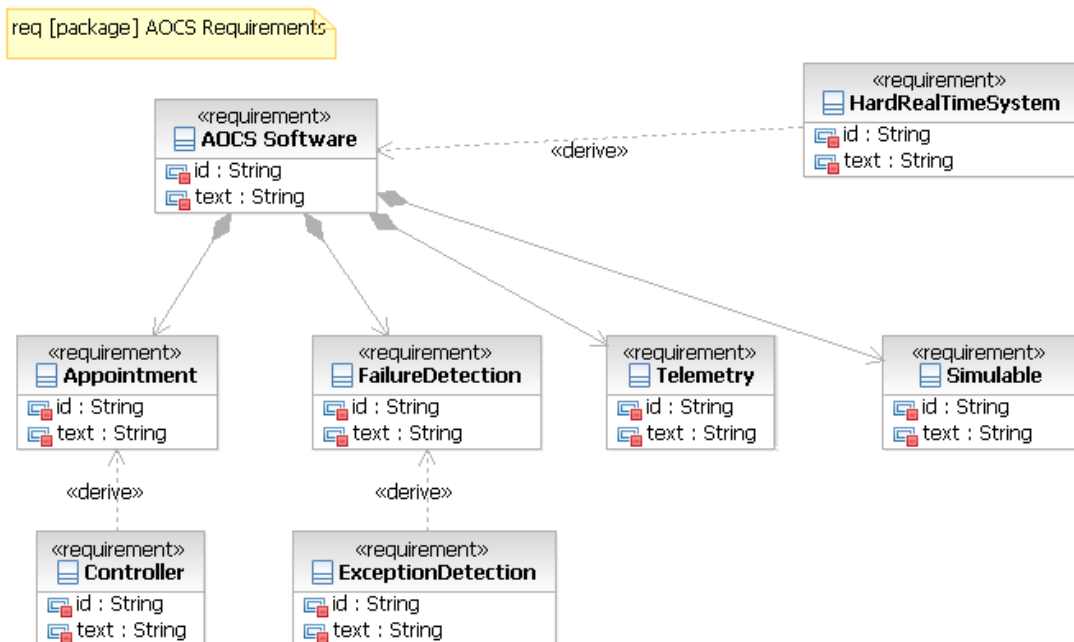 req [package] AOCS Requirements
«requirement»
HardRealTimeSystem
id : String
text : String
«requirement»
AOCS Software
id : String
text : String
«derive»
«requirement»
Appointment
id : String
text : String
«requirement»
FailureDetection
id : String
text : String
«requirement»
Telemetry
id : String
text : String
«requirement»
Simulable
id : String
text : String
«derive»
«derive»
«requirement»
Controller
id : String
text : String
«requirement»
ExceptionDetection
id : String
text : String